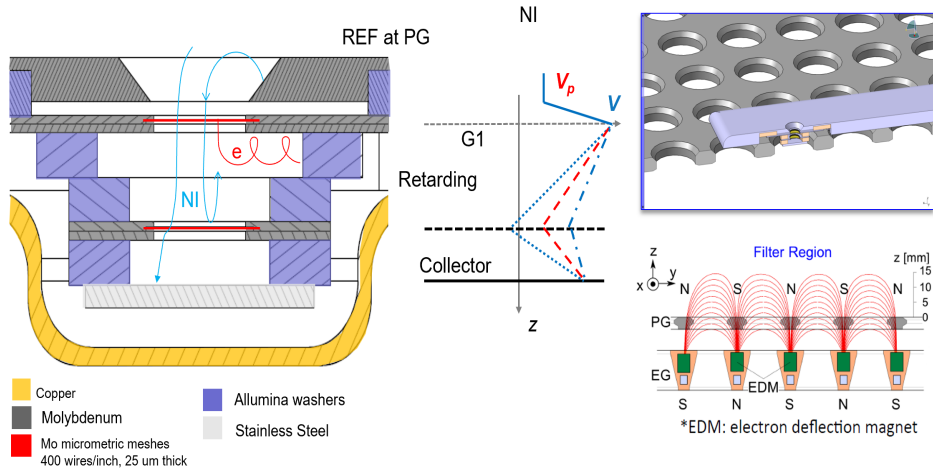 REF at PG
e
NI
Copper
Molybdenum
Mo micrometric meshes
400 wires/inch, 25 um thick
Allumina washers
Stainless Steel
NI
Vp
V
G1
Retarding
Collector
z
Filter Region
z
y
x
z [mm]
15
10
5
0
N S N S N
PG
EG
EDM
S N S N S
*EDM: electron deflection magnet